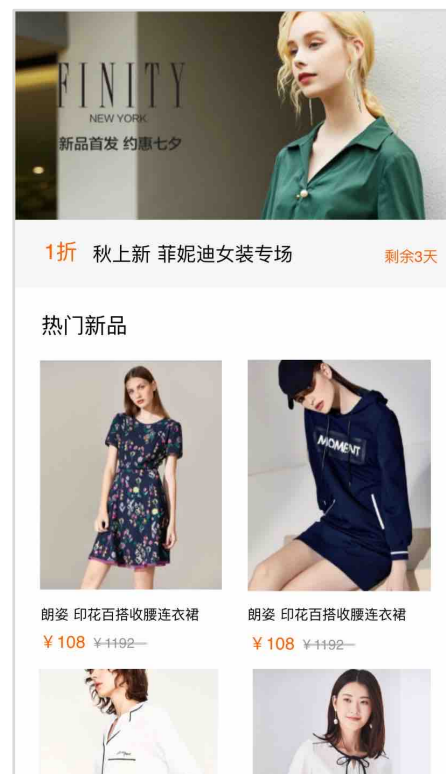 FINITY
NEW YORK
新品首发 约惠七夕
1折 秋上新 菲妮迪女装专场 剩余3天
热门新品
MOMENT
朗姿 印花百搭收腰连衣裙
¥108 ¥1192
朗姿 印花百搭收腰连衣裙
¥108 ¥1192